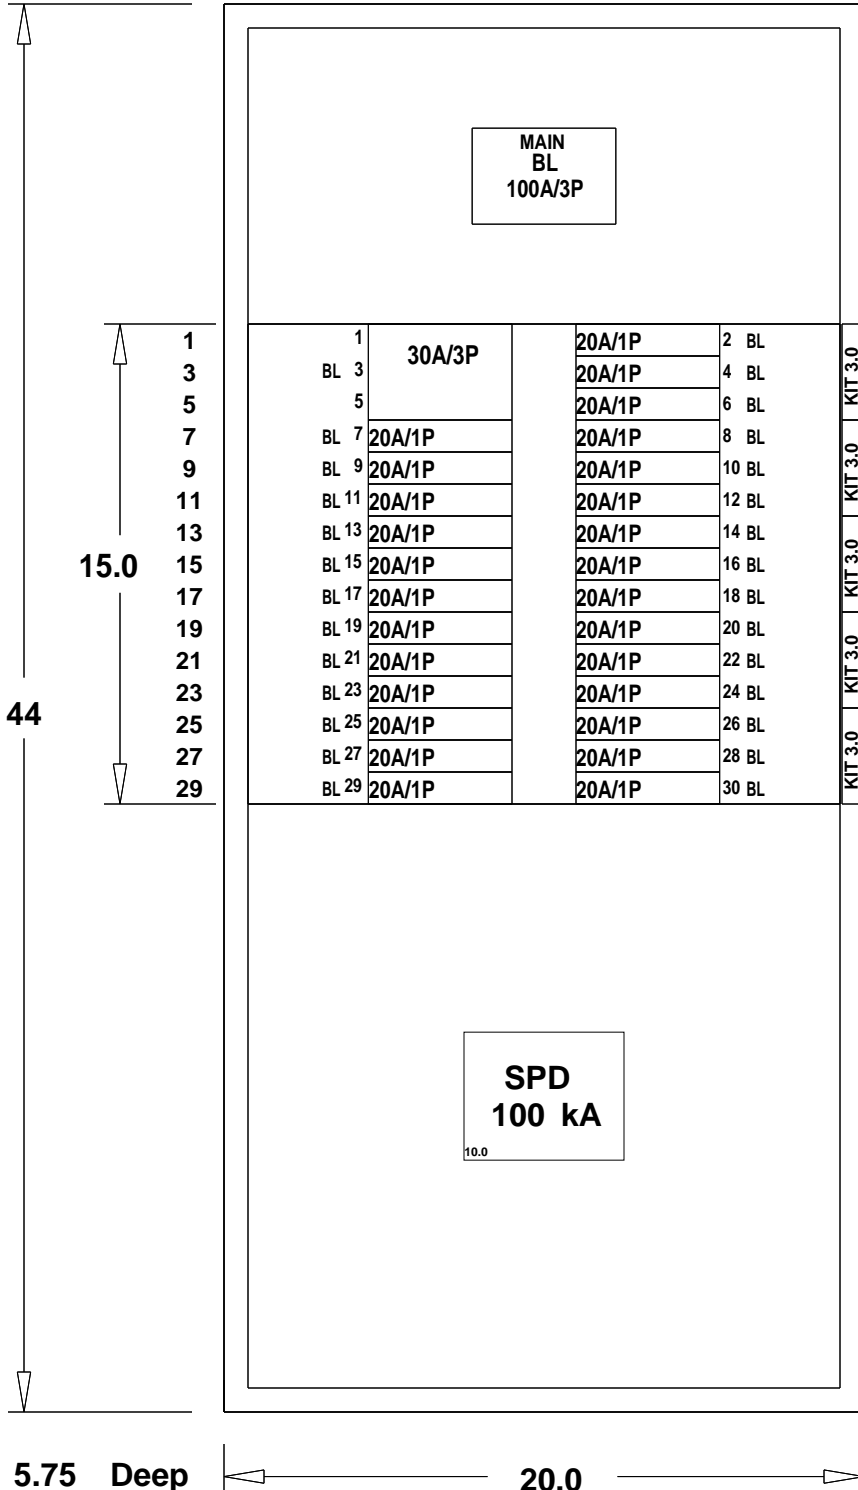 MAIN
BL
100A/3P
1 1 30A/3P 20A/1P 2 BL
3 BL 3 20A/1P 4 BL
5 5 20A/1P 6 BL
KIT 3.0
7 BL 7 20A/1P 20A/1P 8 BL
9 BL 9 20A/1P 20A/1P 10 BL
11 BL 11 20A/1P 20A/1P 12 BL
KIT 3.0
13 BL 13 20A/1P 20A/1P 14 BL
15 BL 15 20A/1P 20A/1P 16 BL
17 BL 17 20A/1P 20A/1P 18 BL
KIT 3.0
15.0
19 BL 19 20A/1P 20A/1P 20 BL
21 BL 21 20A/1P 20A/1P 22 BL
23 BL 23 20A/1P 20A/1P 24 BL
KIT 3.0
44
25 BL 25 20A/1P 20A/1P 26 BL
27 BL 27 20A/1P 20A/1P 28 BL
29 BL 29 20A/1P 20A/1P 30 BL
KIT 3.0
SPD
100 kA
10.0
5.75 Deep
20.0